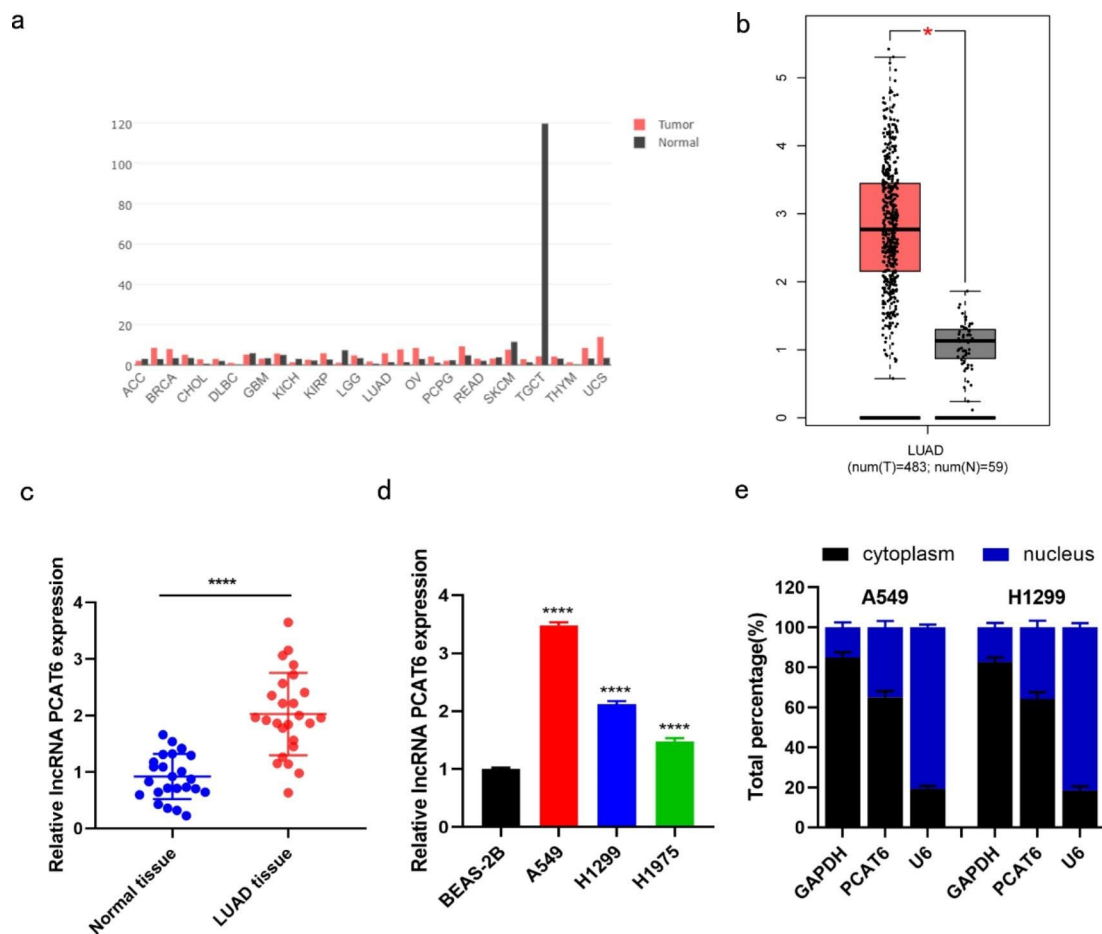 a
120
100
80
60
40
20
0
ACC
BRCA
CHOL
DLBC
GBM
KICH
KIRP
LGG
LUAD
OV
PCPG
READ
SKCM
TGCT
THYM
UCS
Tumor
Normal
b
*
5
4
3
2
1
0
LUAD
(num(T)=483; num(N)=59)
c
Relative lncRNA PCAT6 expression
4
3
2
1
0
****
Normal tissue
LUAD tissue
d
Relative lncRNA PCAT6 expression
4
3
2
1
0
****
****
****
BEAS-2B
A549
H1299
H1975
e
cytoplasm nucleus
Total percentage(%)
120
100
80
60
40
20
0
A549 H1299
GAPDH
PCAT6
U6
GAPDH
PCAT6
U6